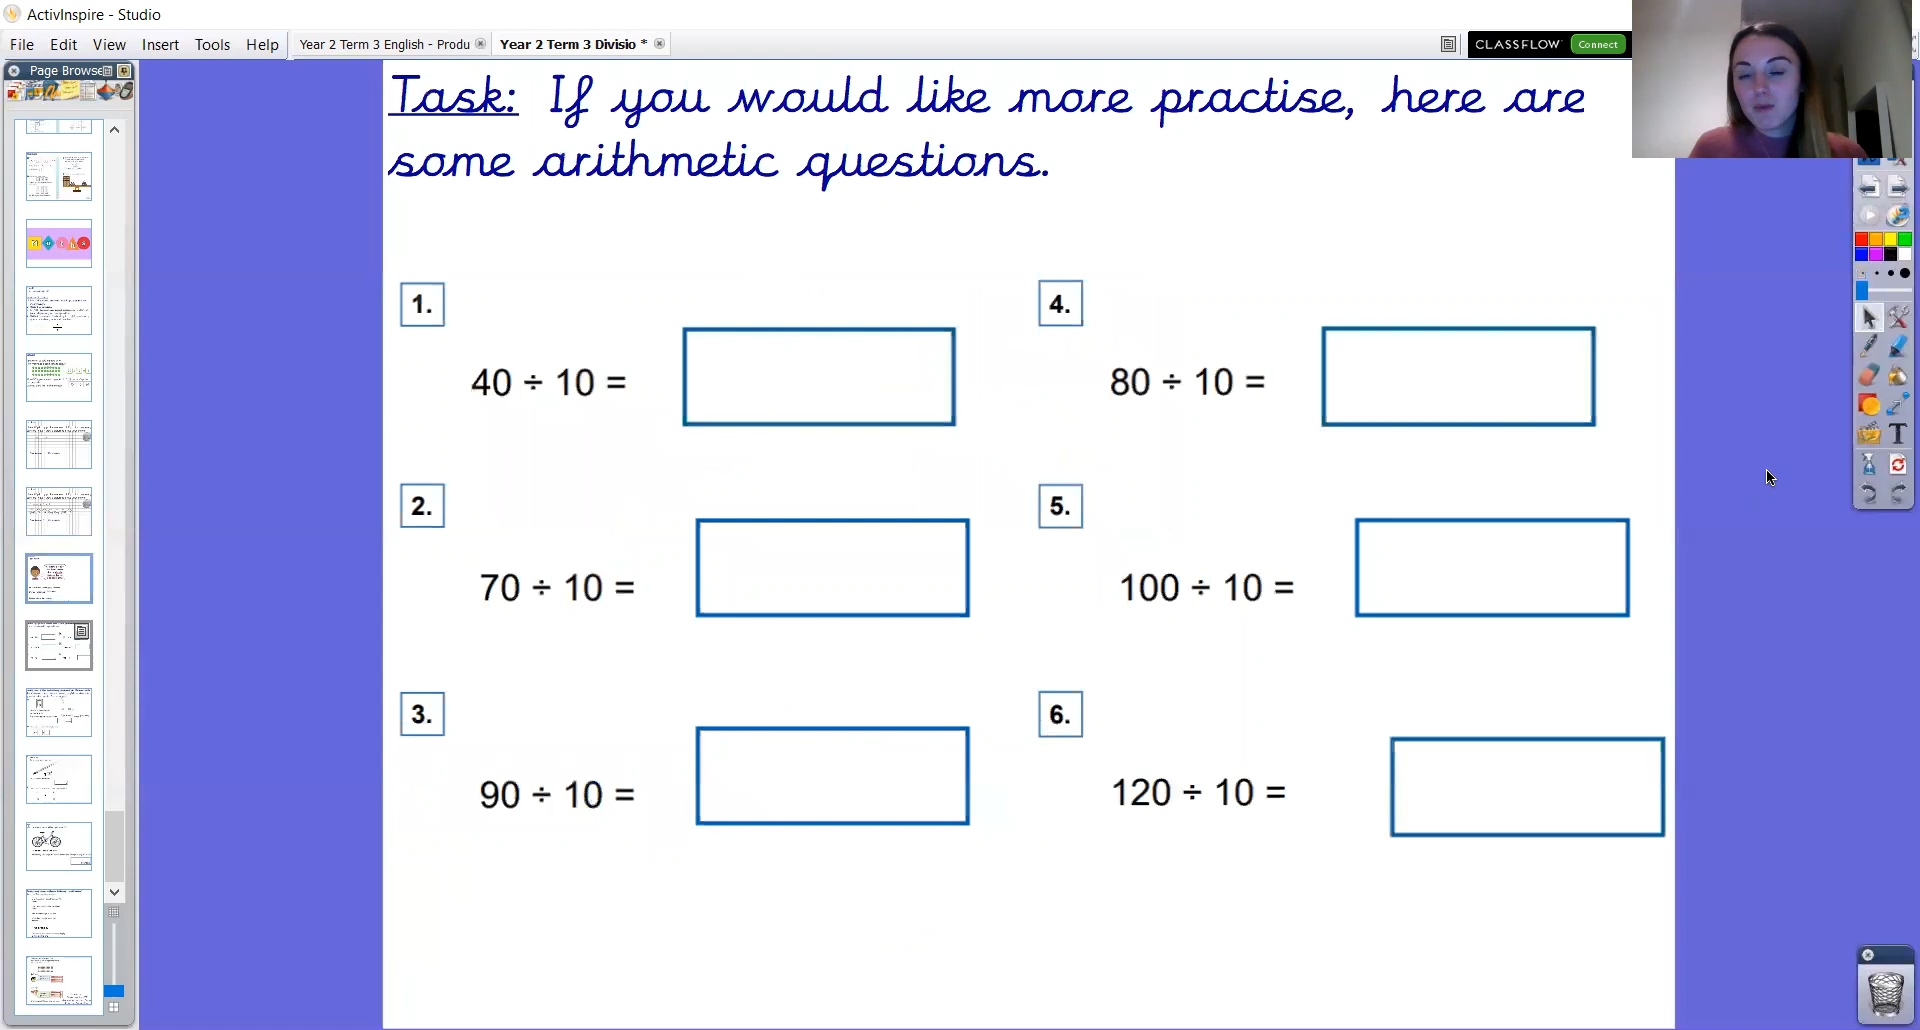 ActivInspire - Studio
File Edit View Insert Tools Help
Year 2 Term 3 English - Produ
Year 2 Term 3 Divisio *
CLASSFLOW Connect
Page Browse
Task: If you would like more practise, here are
some arithmetic questions.
1.
40 ÷ 10 =
2.
70 ÷ 10 =
3.
90 ÷ 10 =
4.
80 ÷ 10 =
5.
100 ÷ 10 =
6.
120 ÷ 10 =